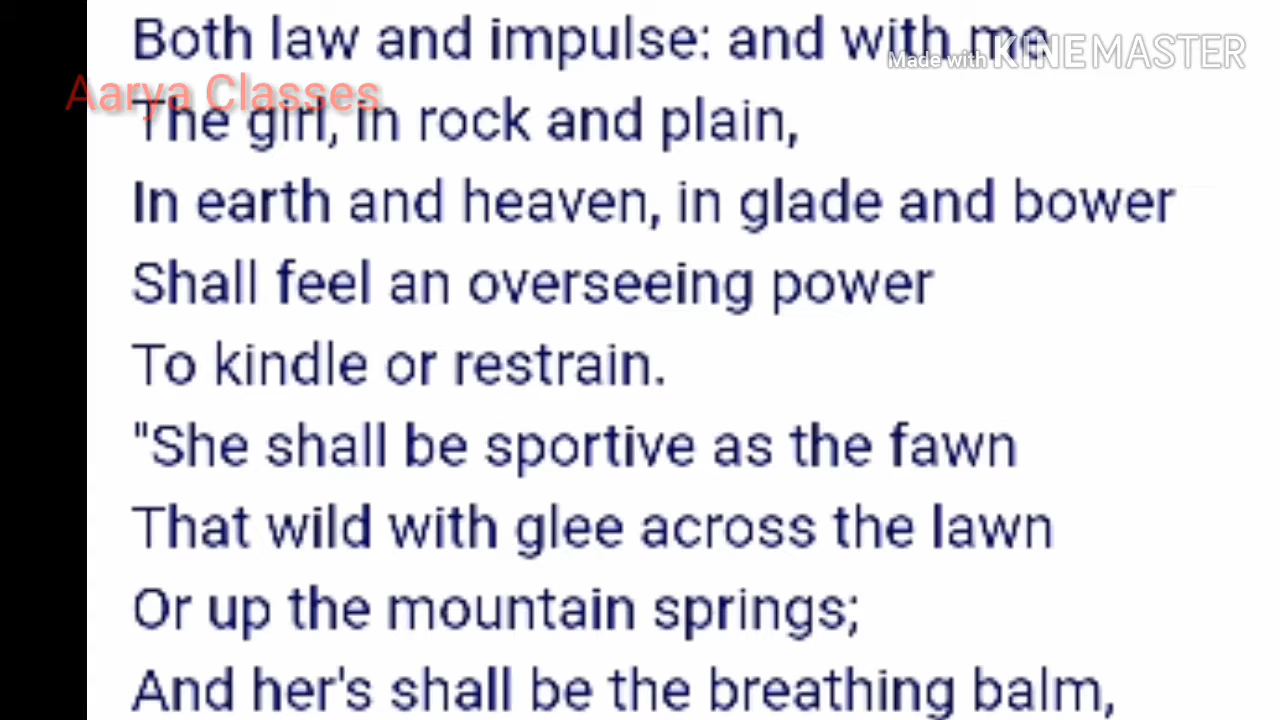 Both law and impulse: and with me
Made with KINEMASTER
Aarya Classes
The girl, in rock and plain,
In earth and heaven, in glade and bower
Shall feel an overseeing power
To kindle or restrain.
"She shall be sportive as the fawn
That wild with glee across the lawn
Or up the mountain springs;
And her's shall be the breathing balm,